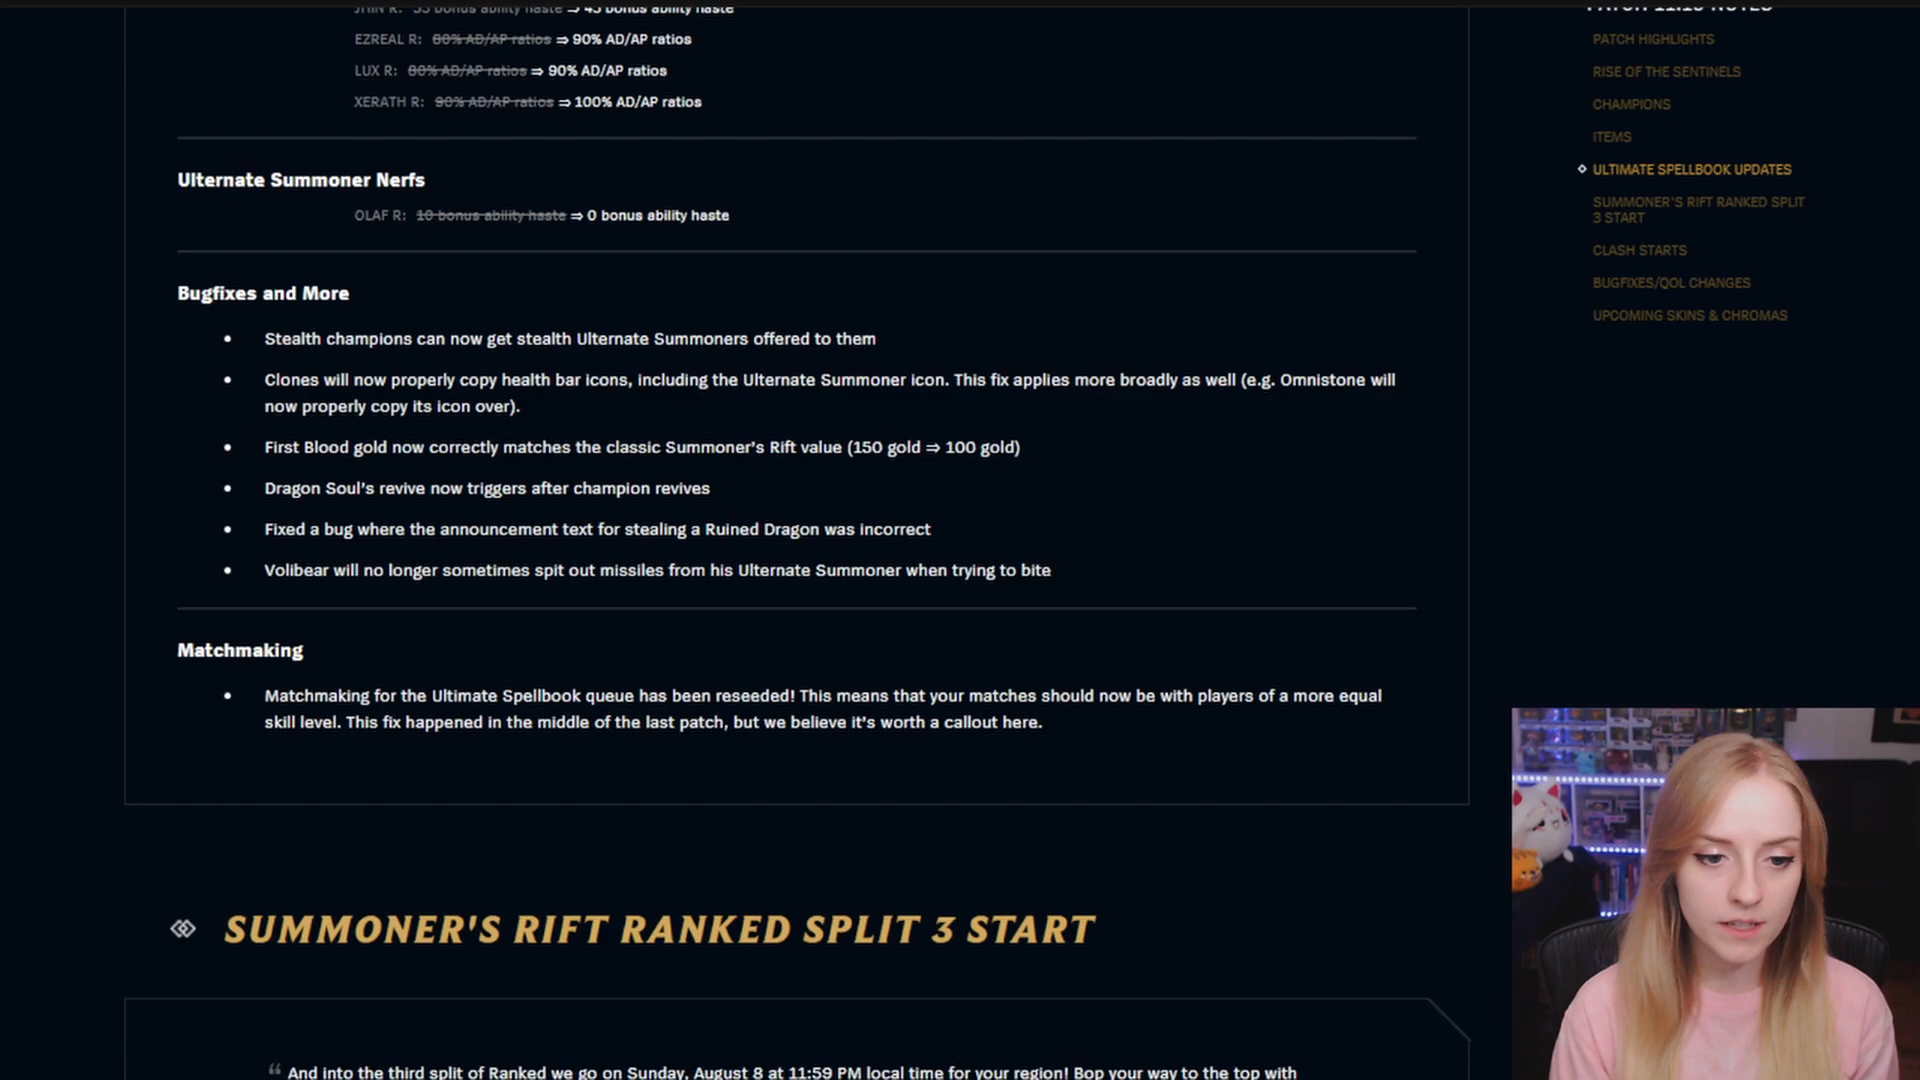 JHIN R: 35 bonus ability haste ⇒ 45 bonus ability haste
EZREAL R: 80% AD/AP ratios ⇒ 90% AD/AP ratios
LUX R: 80% AD/AP ratios ⇒ 90% AD/AP ratios
XERATH R: 90% AD/AP ratios ⇒ 100% AD/AP ratios
Ulternate Summoner Nerfs
OLAF R: 10 bonus ability haste ⇒ 0 bonus ability haste
Bugfixes and More
• Stealth champions can now get stealth Ulternate Summoners offered to them
• Clones will now properly copy health bar icons, including the Ulternate Summoner icon. This fix applies more broadly as well (e.g. Omnistone will
now properly copy its icon over).
• First Blood gold now correctly matches the classic Summoner's Rift value (150 gold ⇒ 100 gold)
• Dragon Soul's revive now triggers after champion revives
• Fixed a bug where the announcement text for stealing a Ruined Dragon was incorrect
• Volibear will no longer sometimes spit out missiles from his Ulternate Summoner when trying to bite
Matchmaking
• Matchmaking for the Ultimate Spellbook queue has been reseeded! This means that your matches should now be with players of a more equal
skill level. This fix happened in the middle of the last patch, but we believe it's worth a callout here.
SUMMONER'S RIFT RANKED SPLIT 3 START
“ And into the third split of Ranked we go on Sunday, August 8 at 11:59 PM local time for your region! Bop your way to the top with
PATCH HIGHLIGHTS
RISE OF THE SENTINELS
CHAMPIONS
ITEMS
ULTIMATE SPELLBOOK UPDATES
SUMMONER'S RIFT RANKED SPLIT
3 START
CLASH STARTS
BUGFIXES/QOL CHANGES
UPCOMING SKINS & CHROMAS